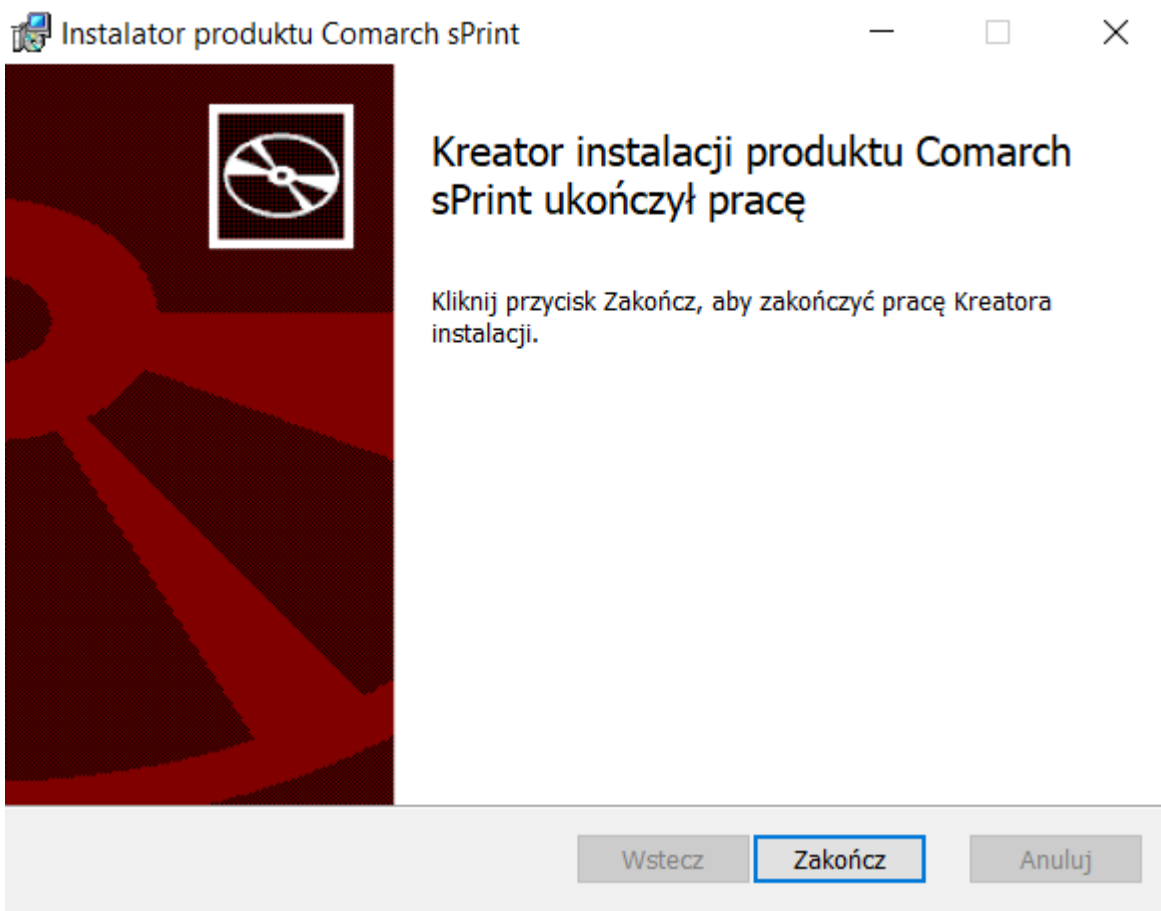 Instalator produktu Comarch sPrint
Kreator instalacji produktu Comarch
sPrint ukończył pracę
Kliknij przycisk Zakończ, aby zakończyć pracę Kreatora
instalacji.
Wstecz Zakończ Anuluj